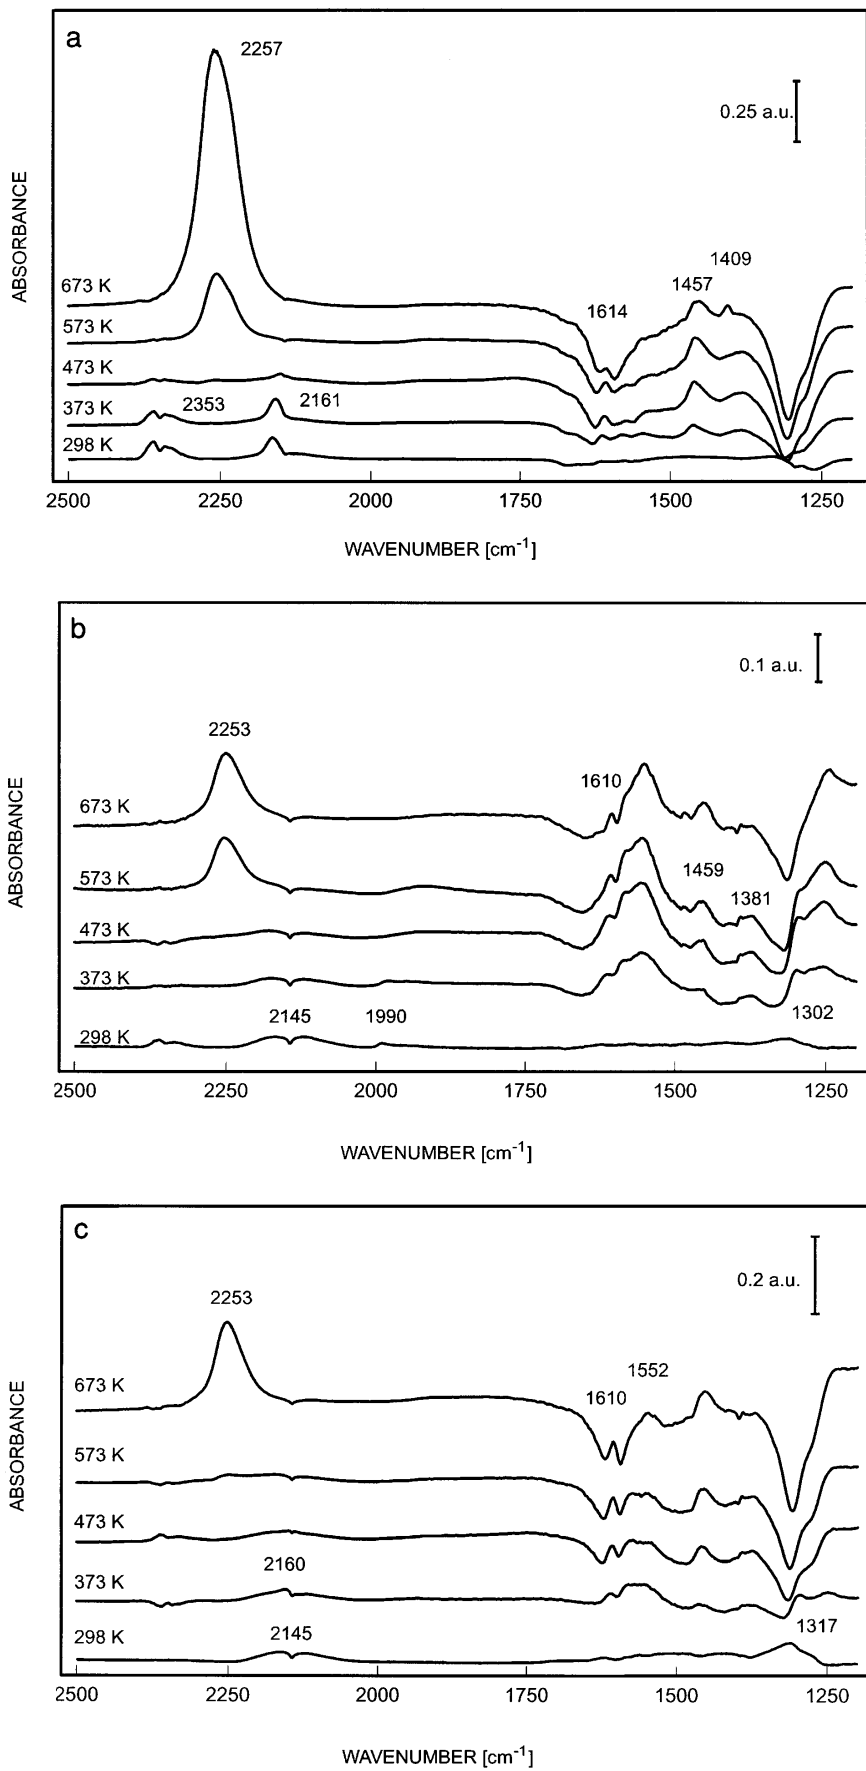 a
2257
0.25 a.u.
ABSORBANCE
1409
673 K
1457
1614
573 K
473 K
373 K
2353
2161
298 K
2500
2250
2000
1750
1500
1250
WAVENUMBER [cm-1]
b
0.1 a.u.
2253
ABSORBANCE
673 K
1610
573 K
1459
1381
473 K
373 K
2145
1990
1302
298 K
2500
2250
2000
1750
1500
1250
WAVENUMBER [cm-1]
c
0.2 a.u.
2253
ABSORBANCE
673 K
1552
1610
573 K
473 K
2160
373 K
2145
1317
298 K
2500
2250
2000
1750
1500
1250
WAVENUMBER [cm-1]